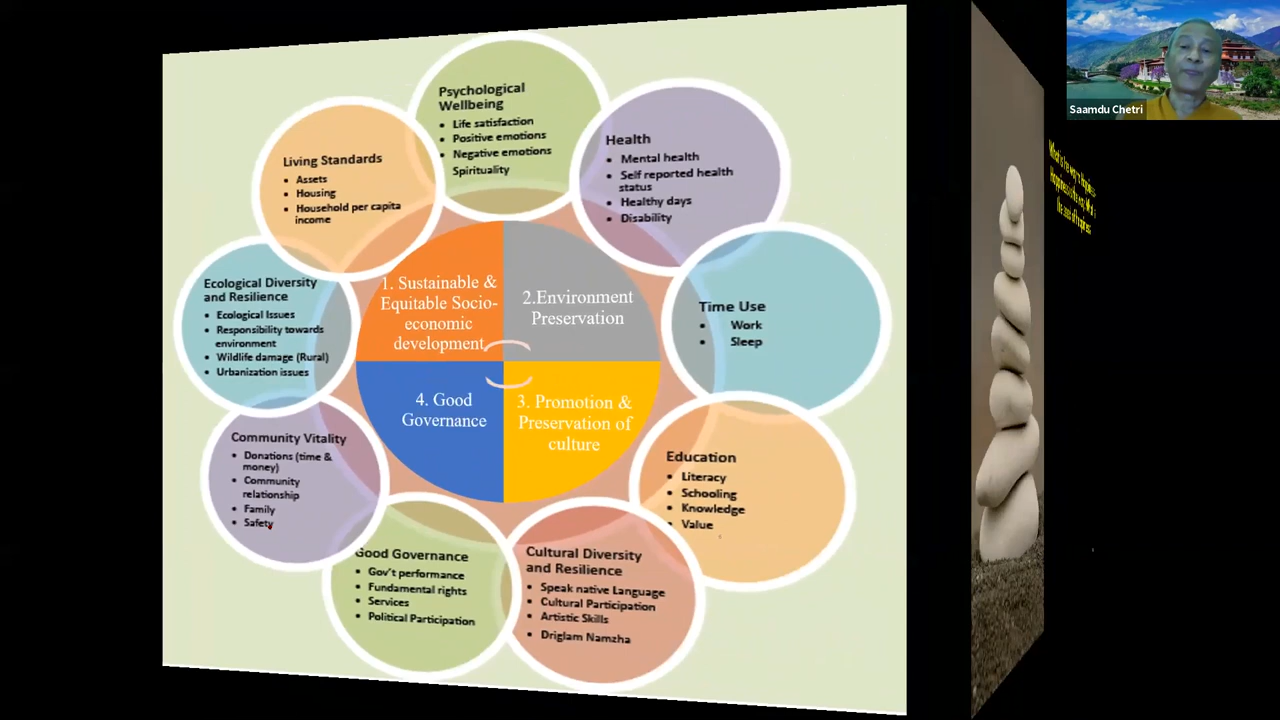 Psychological
Wellbeing
• Life satisfaction
• Positive emotions
• Negative emotions
Spirituality
Health
• Mental health
• Self reported health
status
• Healthy days
• Disability
Time Use
• Work
• Sleep
Education
• Literacy
• Schooling
• Knowledge
• Value
Cultural Diversity
and Resilience
• Speak native Language
• Cultural Participation
• Artistic Skills
• Driglam Namzha
Good Governance
• Gov't performance
• Fundamental rights
• Services
• Political Participation
Community Vitality
• Donations (time &
money)
• Community
relationship
• Family
• Safety
Ecological Diversity
and Resilience
• Ecological Issues
• Responsibility towards
environment
• Wildlife damage (Rural)
• Urbanization issues
Living Standards
• Assets
• Housing
• Household per capita
income
1. Sustainable &
Equitable Socio-
economic
development
2.Environment
Preservation
3. Promotion &
Preservation of
culture
4. Good
Governance
Saamdu Chetri